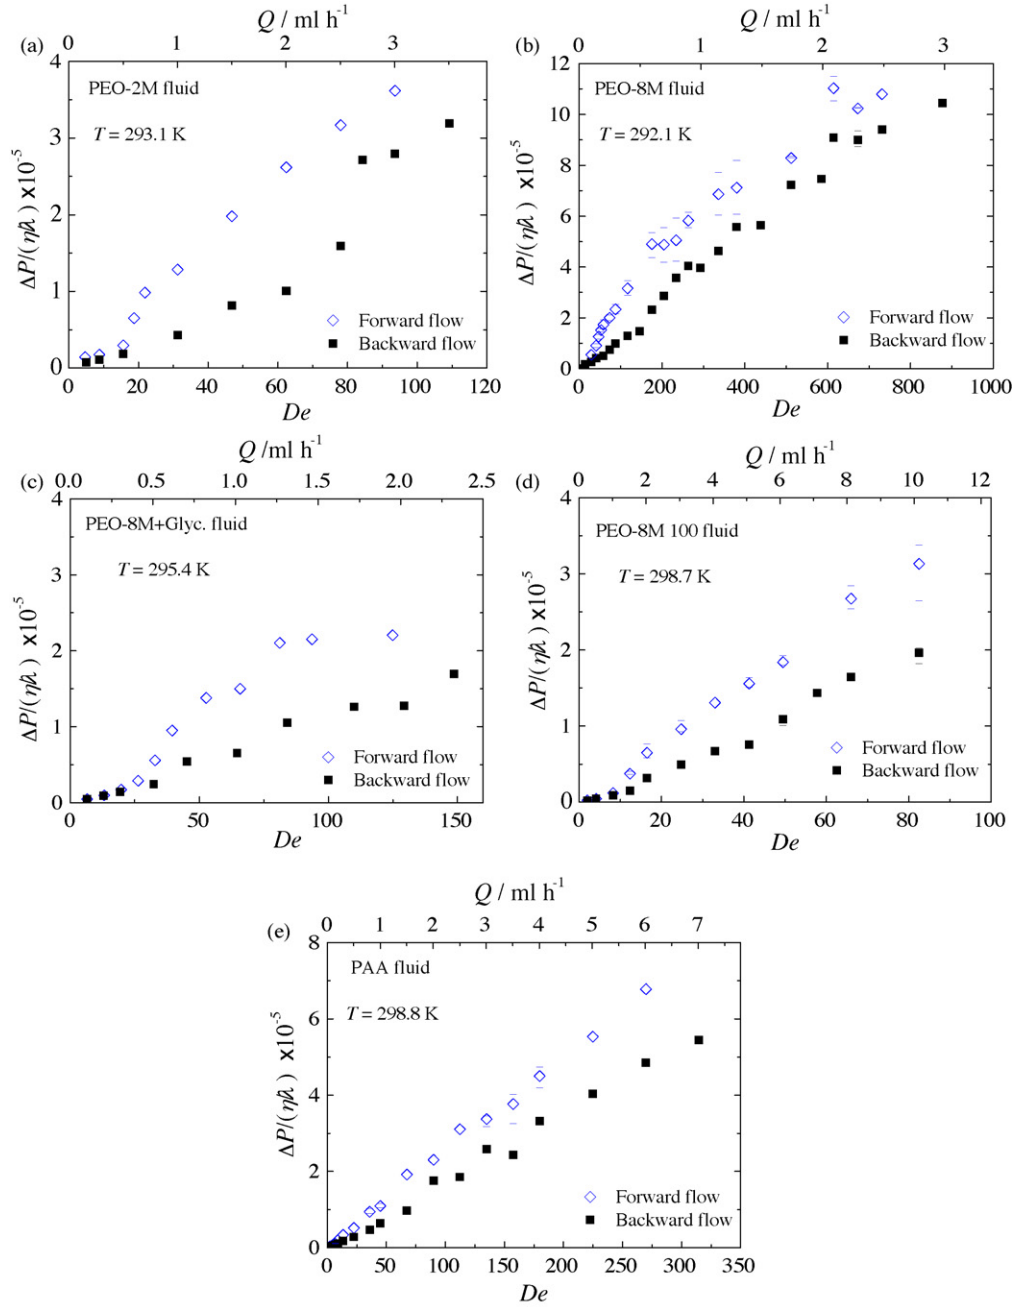 Q / ml h⁻¹
(a)
0 1 2 3
4
3
2
1
0
ΔP/(ηλ) x10⁻⁵
PEO-2M fluid
T = 293.1 K
Forward flow
Backward flow
0 20 40 60 80 100 120
De
Q / ml h⁻¹
(b)
0 1 2 3
12
10
8
6
4
2
0
ΔP/(ηλ) x10⁻⁵
PEO-8M fluid
T = 292.1 K
Forward flow
Backward flow
0 200 400 600 800 1000
De
Q /ml h⁻¹
(c)
0.0 0.5 1.0 1.5 2.0 2.5
4
3
2
1
0
ΔP/(ηλ) x10⁻⁵
PEO-8M+Glyc. fluid
T = 295.4 K
Forward flow
Backward flow
0 50 100 150
De
Q / ml h⁻¹
(d)
0 2 4 6 8 10 12
4
3
2
1
0
ΔP/(ηλ) x10⁻⁵
PEO-8M 100 fluid
T = 298.7 K
Forward flow
Backward flow
0 20 40 60 80 100
De
Q / ml h⁻¹
(e)
0 1 2 3 4 5 6 7
8
6
4
2
0
ΔP/(ηλ) x10⁻⁵
PAA fluid
T = 298.8 K
Forward flow
Backward flow
0 50 100 150 200 250 300 350
De